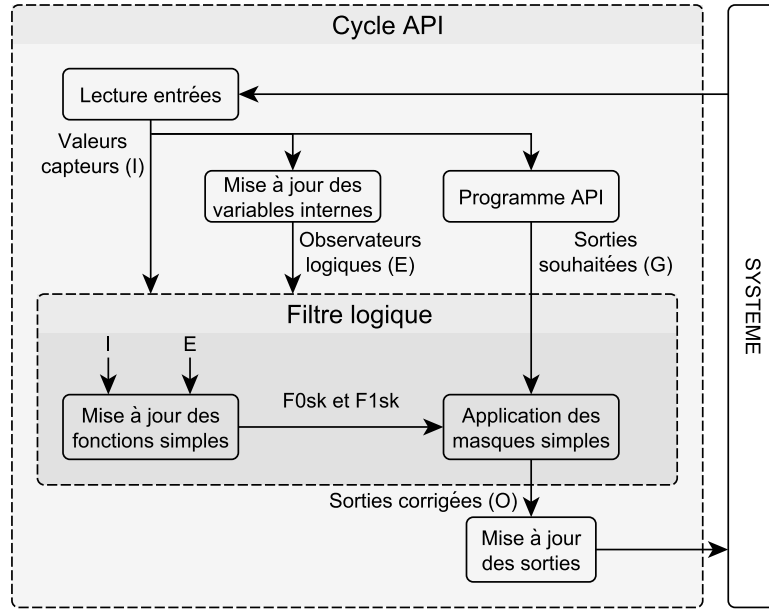 Cycle API
Lecture entrées
Valeurs
capteurs (I)
Mise à jour des
variables internes
Programme API
Observateurs
logiques (E)
Sorties
souhaitées (G)
SYSTEME
Filtre logique
I
E
Mise à jour des
fonctions simples
F0sk et F1sk
Application des
masques simples
Sorties corrigées (O)
Mise à jour
des sorties